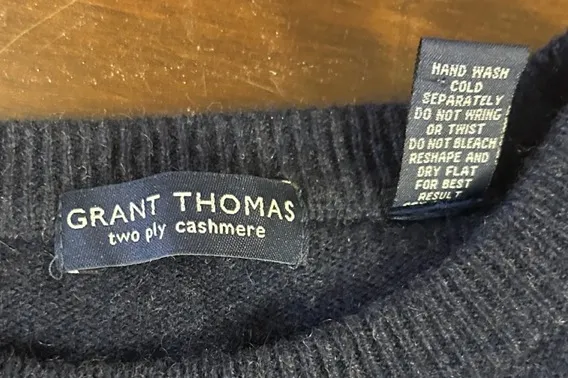 GRANT THOMAS
two ply cashmere
HAND WASH
COLD
SEPARATELY
DO NOT WRING
OR TWIST
DO NOT BLEACH
RESHAPE AND
DRY FLAT
FOR BEST
RESULT